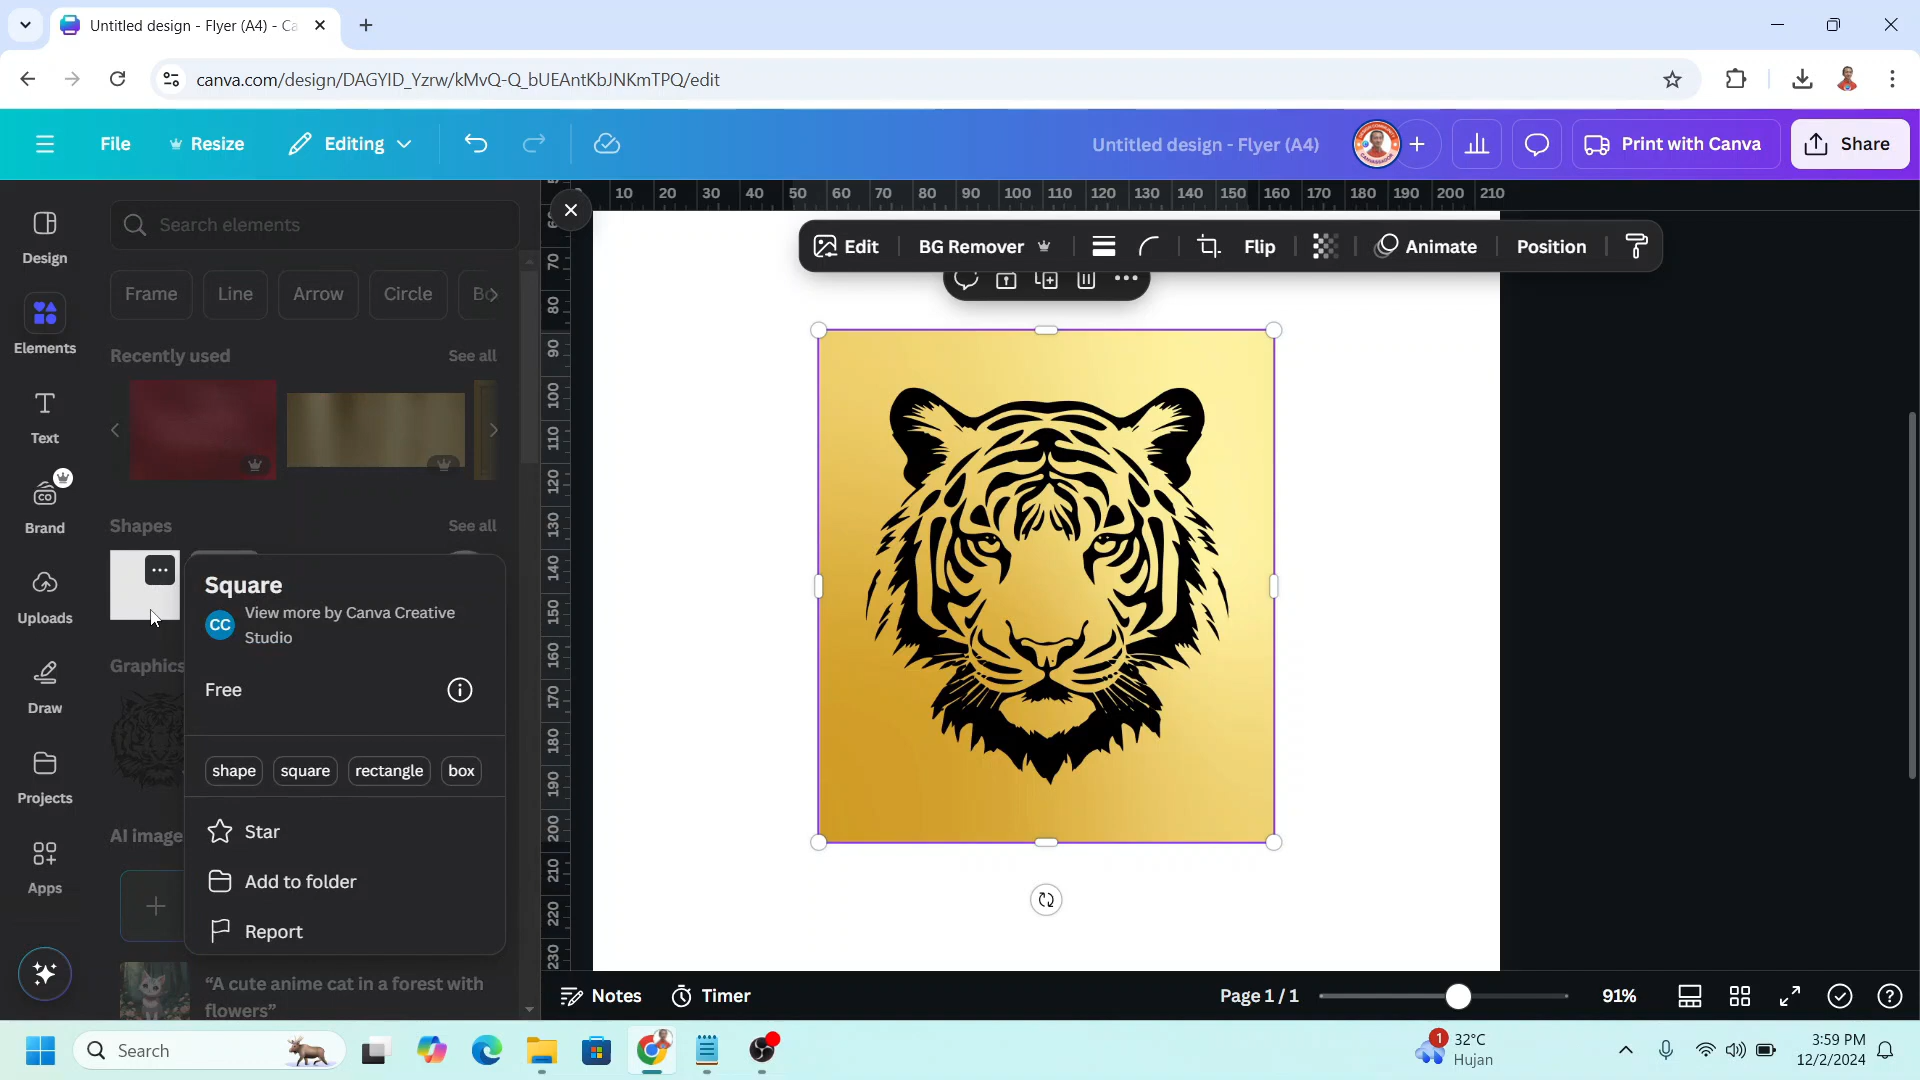 Untitled design - Flyer (A4) - Ca
canva.com/design/DAGYID_Yzrw/kMvQ-Q_bUEAntKbJNKmTPQ/edit
File
Resize
Editing
Untitled design - Flyer (A4)
Print with Canva
Share
10 20 30 40 50 60 70 80 90 100 110 120 130 140 150 160 170 180 190 200 210
Design
Elements
Text
Brand
Uploads
Draw
Projects
Apps
Search elements
Frame
Line
Arrow
Circle
Bo
Recently used
See all
Shapes
See all
Square
CC
View more by Canva Creative
Studio
Free
shape
square
rectangle
box
Star
Add to folder
Report
Graphics
AI image
“A cute anime cat in a forest with
flowers”
70
80
90
100
110
120
130
140
150
160
170
180
190
200
210
220
230
Edit
BG Remover
Flip
Animate
Position
Notes
Timer
Page 1 / 1
91%
Search
1
32°C
Hujan
3:59 PM
12/2/2024